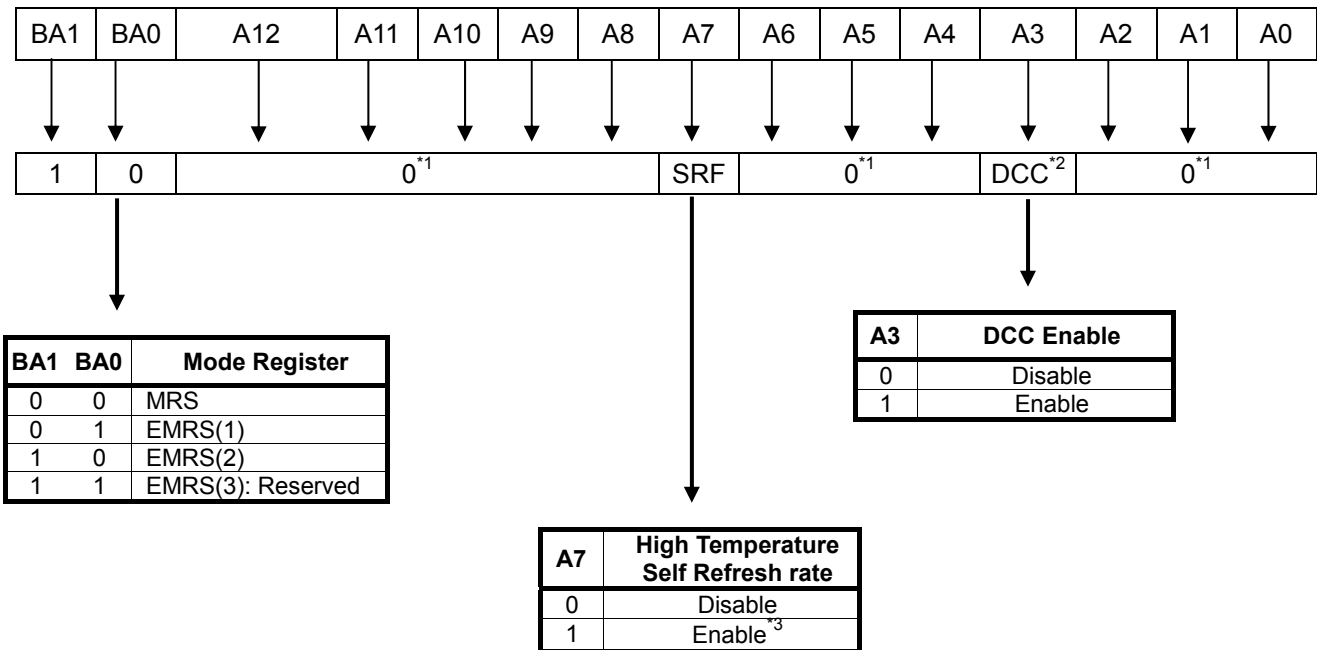 BA1 BA0 A12 A11 A10 A9 A8 A7 A6 A5 A4 A3 A2 A1 A0
1 0 0*1 SRF 0*1 DCC*2 0*1
BA1 BA0 Mode Register
0 0 MRS
0 1 EMRS(1)
1 0 EMRS(2)
1 1 EMRS(3): Reserved
A3 DCC Enable
0 Disable
1 Enable
A7 High Temperature
Self Refresh rate
0 Disable
1 Enable*3